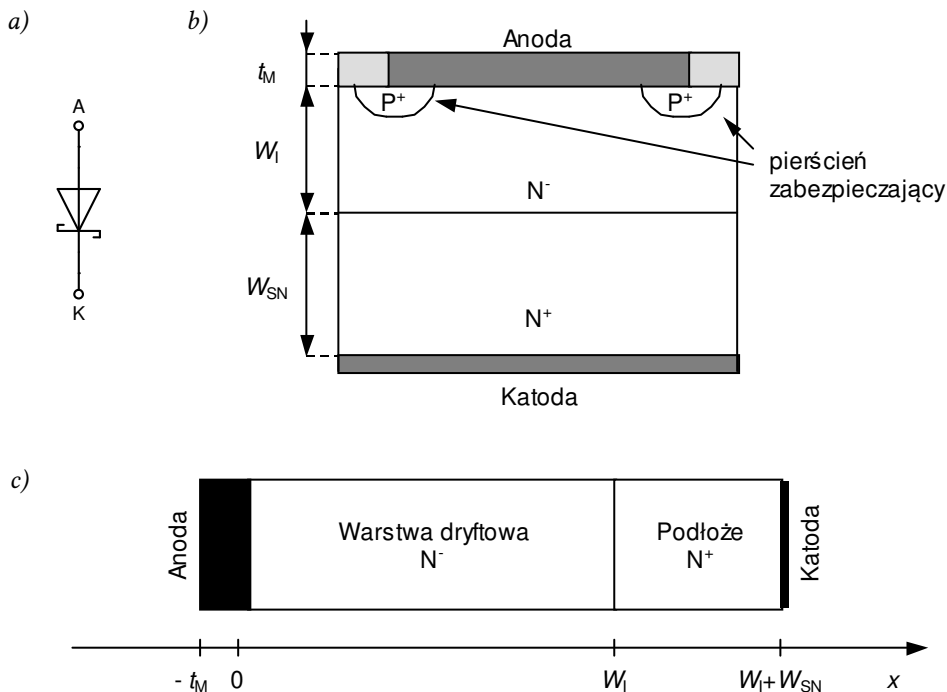 a)
A
K
b)
Anoda
t_M
P⁺ P⁺
W_I
pierścień
zabezpieczający
N⁻
W_SN
N⁺
Katoda
c)
Anoda
Warstwa dryftowa
N⁻
Podłoże
N⁺
Katoda
- t_M 0 W_I W_I+W_SN x